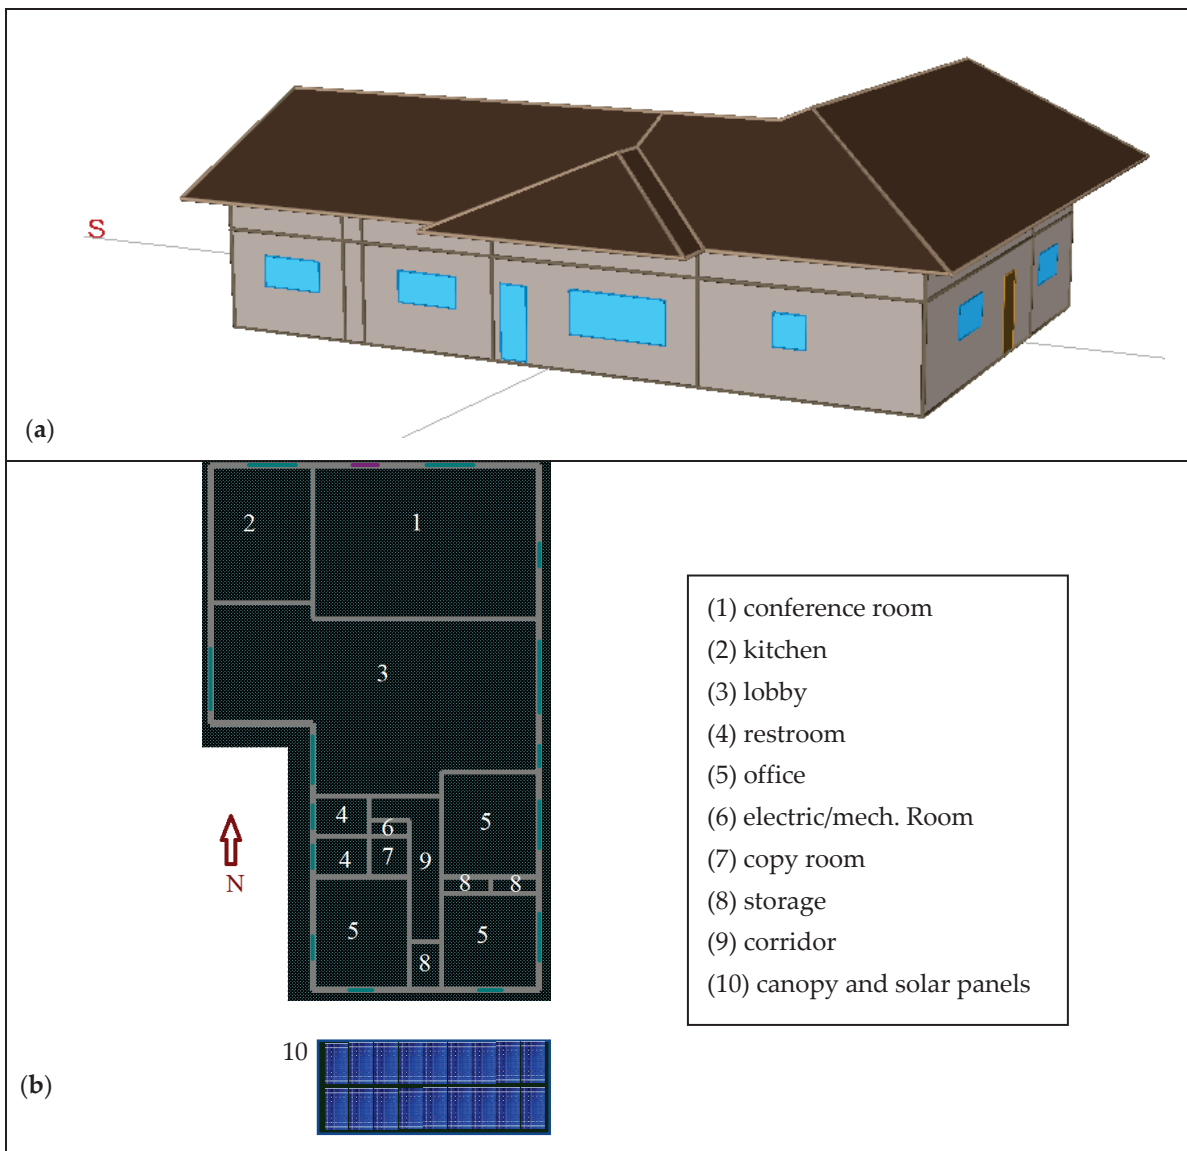 S
(a)
2
1
3
4
5
6
4
7
9
8
8
5
5
8
N
10
(b)
(1) conference room
(2) kitchen
(3) lobby
(4) restroom
(5) office
(6) electric/mech. Room
(7) copy room
(8) storage
(9) corridor
(10) canopy and solar panels